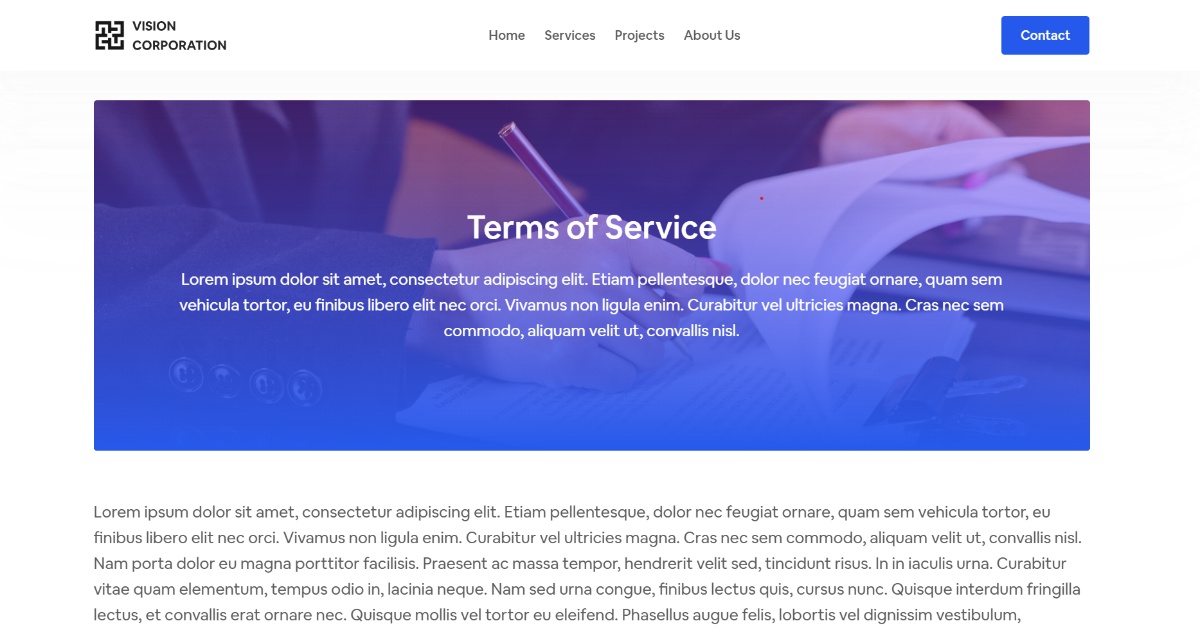 VISION
CORPORATION
Home
Services
Projects
About Us
Contact
Terms of Service
Lorem ipsum dolor sit amet, consectetur adipiscing elit. Etiam pellentesque, dolor nec feugiat ornare, quam sem
vehicula tortor, eu finibus libero elit nec orci. Vivamus non ligula enim. Curabitur vel ultricies magna. Cras nec sem
commodo, aliquam velit ut, convallis nisl.
Lorem ipsum dolor sit amet, consectetur adipiscing elit. Etiam pellentesque, dolor nec feugiat ornare, quam sem vehicula tortor, eu
finibus libero elit nec orci. Vivamus non ligula enim. Curabitur vel ultricies magna. Cras nec sem commodo, aliquam velit ut, convallis nisl.
Nam porta dolor eu magna porttitor facilisis. Praesent ac massa tempor, hendrerit velit sed, tincidunt risus. In in iaculis urna. Curabitur
vitae quam elementum, tempus odio in, lacinia neque. Nam sed urna congue, finibus lectus quis, cursus nunc. Quisque interdum fringilla
lectus, et convallis erat ornare nec. Quisque mollis vel tortor eu eleifend. Phasellus augue felis, lobortis vel dignissim vestibulum,